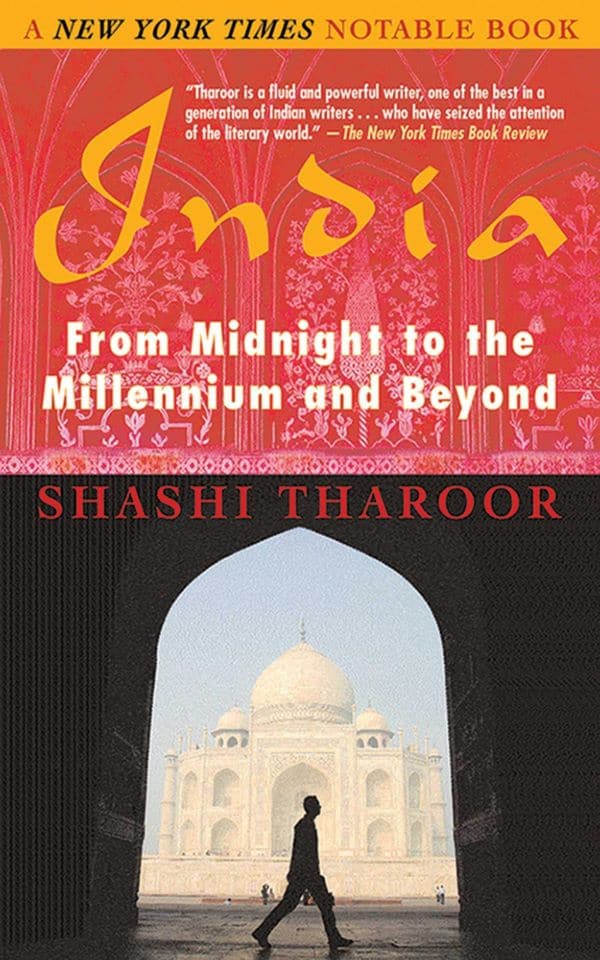 A NEW YORK TIMES NOTABLE BOOK
“Tharoor is a fluid and powerful writer, one of the best in a
generation of Indian writers . . . who have seized the attention
of the literary world.” —The New York Times Book Review
India
From Midnight to the
Millennium and Beyond
SHASHI THAROOR